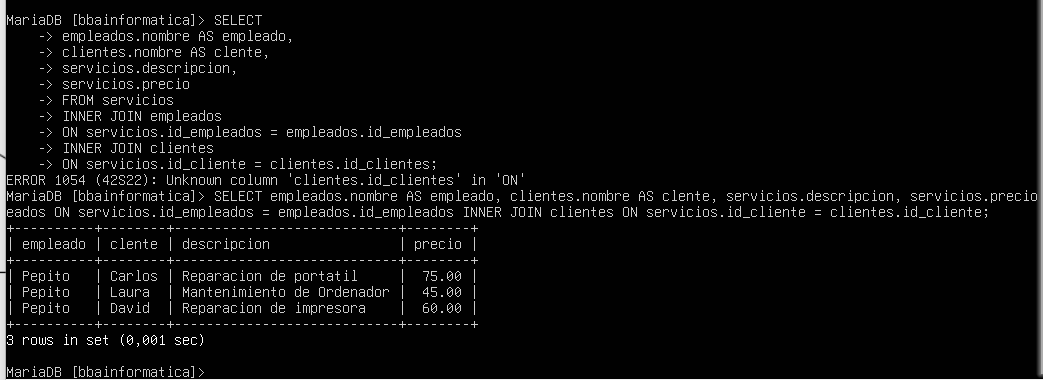 MariaDB [bbainformatica]> SELECT
    -> empleados.nombre AS empleado,
    -> clientes.nombre AS clente,
    -> servicios.descripcion,
    -> servicios.precio
    -> FROM servicios
    -> INNER JOIN empleados
    -> ON servicios.id_empleados = empleados.id_empleados
    -> INNER JOIN clientes
    -> ON servicios.id_cliente = clientes.id_clientes;
ERROR 1054 (42S22): Unknown column 'clientes.id_clientes' in 'ON'
MariaDB [bbainformatica]> SELECT empleados.nombre AS empleado, clientes.nombre AS clente, servicios.descripcion, servicios.precio
eados ON servicios.id_empleados = empleados.id_empleados INNER JOIN clientes ON servicios.id_cliente = clientes.id_cliente;
+----------+--------+----------------------------+--------+
| empleado | clente | descripcion                | precio |
+----------+--------+----------------------------+--------+
| Pepito   | Carlos | Reparacion de portatil     |  75.00 |
| Pepito   | Laura  | Mantenimiento de Ordenador |  45.00 |
| Pepito   | David  | Reparacion de impresora    |  60.00 |
+----------+--------+----------------------------+--------+
3 rows in set (0,001 sec)
MariaDB [bbainformatica]>